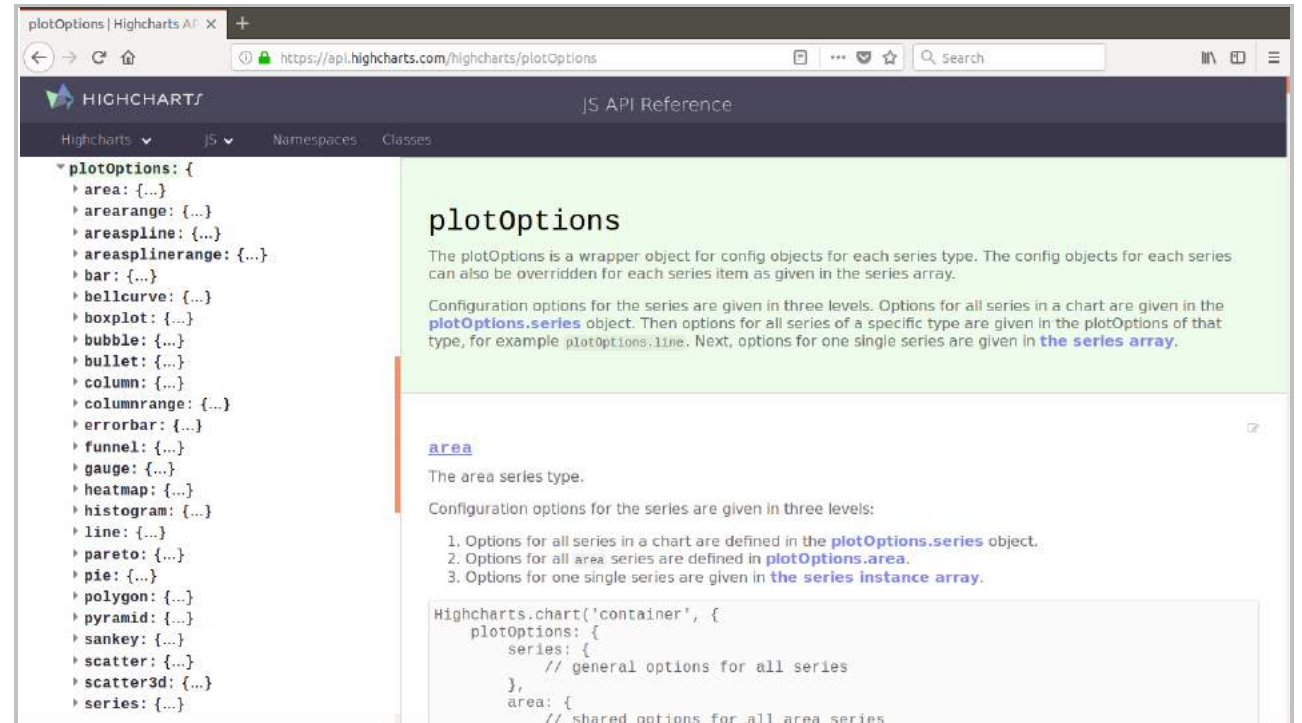 plotOptions | Highcharts AP
https://api.highcharts.com/highcharts/plotOptions
Search
HIGHCHARTS
JS API Reference
Highcharts
JS
Namespaces
Classes
plotOptions: {
area: {...}
arearange: {...}
areaspline: {...}
areasplinerange: {...}
bar: {...}
bellcurve: {...}
boxplot: {...}
bubble: {...}
bullet: {...}
column: {...}
columnrange: {...}
errorbar: {...}
funnel: {...}
gauge: {...}
heatmap: {...}
histogram: {...}
line: {...}
pareto: {...}
pie: {...}
polygon: {...}
pyramid: {...}
sankey: {...}
scatter: {...}
scatter3d: {...}
series: {...}
plotOptions
The plotOptions is a wrapper object for config objects for each series type. The config objects for each series
can also be overridden for each series item as given in the series array.
Configuration options for the series are given in three levels. Options for all series in a chart are given in the
plotOptions.series object. Then options for all series of a specific type are given in the plotOptions of that
type, for example plotOptions.line. Next, options for one single series are given in the series array.
area
The area series type.
Configuration options for the series are given in three levels:
1. Options for all series in a chart are defined in the plotOptions.series object.
2. Options for all area series are defined in plotOptions.area.
3. Options for one single series are given in the series instance array.
Highcharts.chart('container', {
plotOptions: {
series: {
// general options for all series
},
area: {
// shared options for all area series